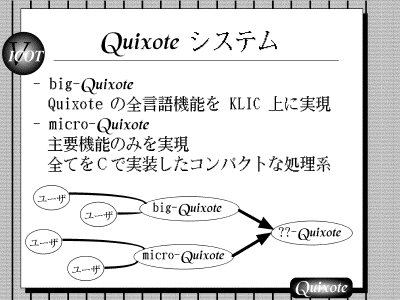 ICOT
Quixote システム
- big-Quixote
Quixote の全言語機能を KLIC 上に実現
- micro-Quixote
主要機能のみを実現
全てをCで実装したコンパクトな処理系
ユーザ
ユーザ
big-Quixote
??-Quixote
ユーザ
micro-Quixote
ユーザ
Quixote